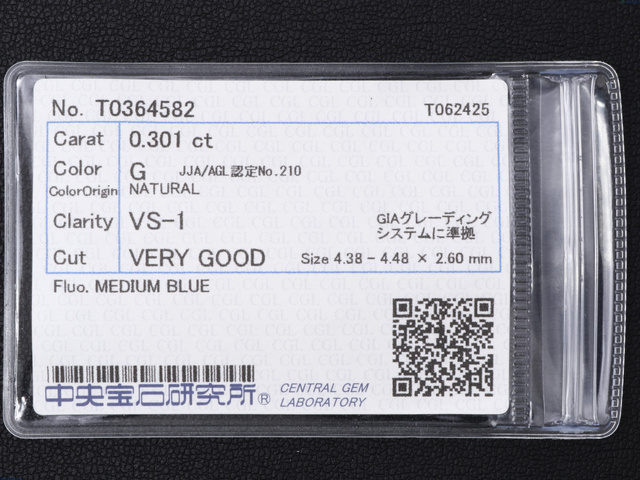 No. T0364582 T062425
Carat 0.301 ct
Color G JJA/AGL認定No.210
ColorOrigin NATURAL
Clarity VS-1 GIAグレーディング
システムに準拠
Cut VERY GOOD Size 4.38 - 4.48 × 2.60 mm
Fluo. MEDIUM BLUE
中央宝石研究所® CENTRAL GEM
LABORATORY